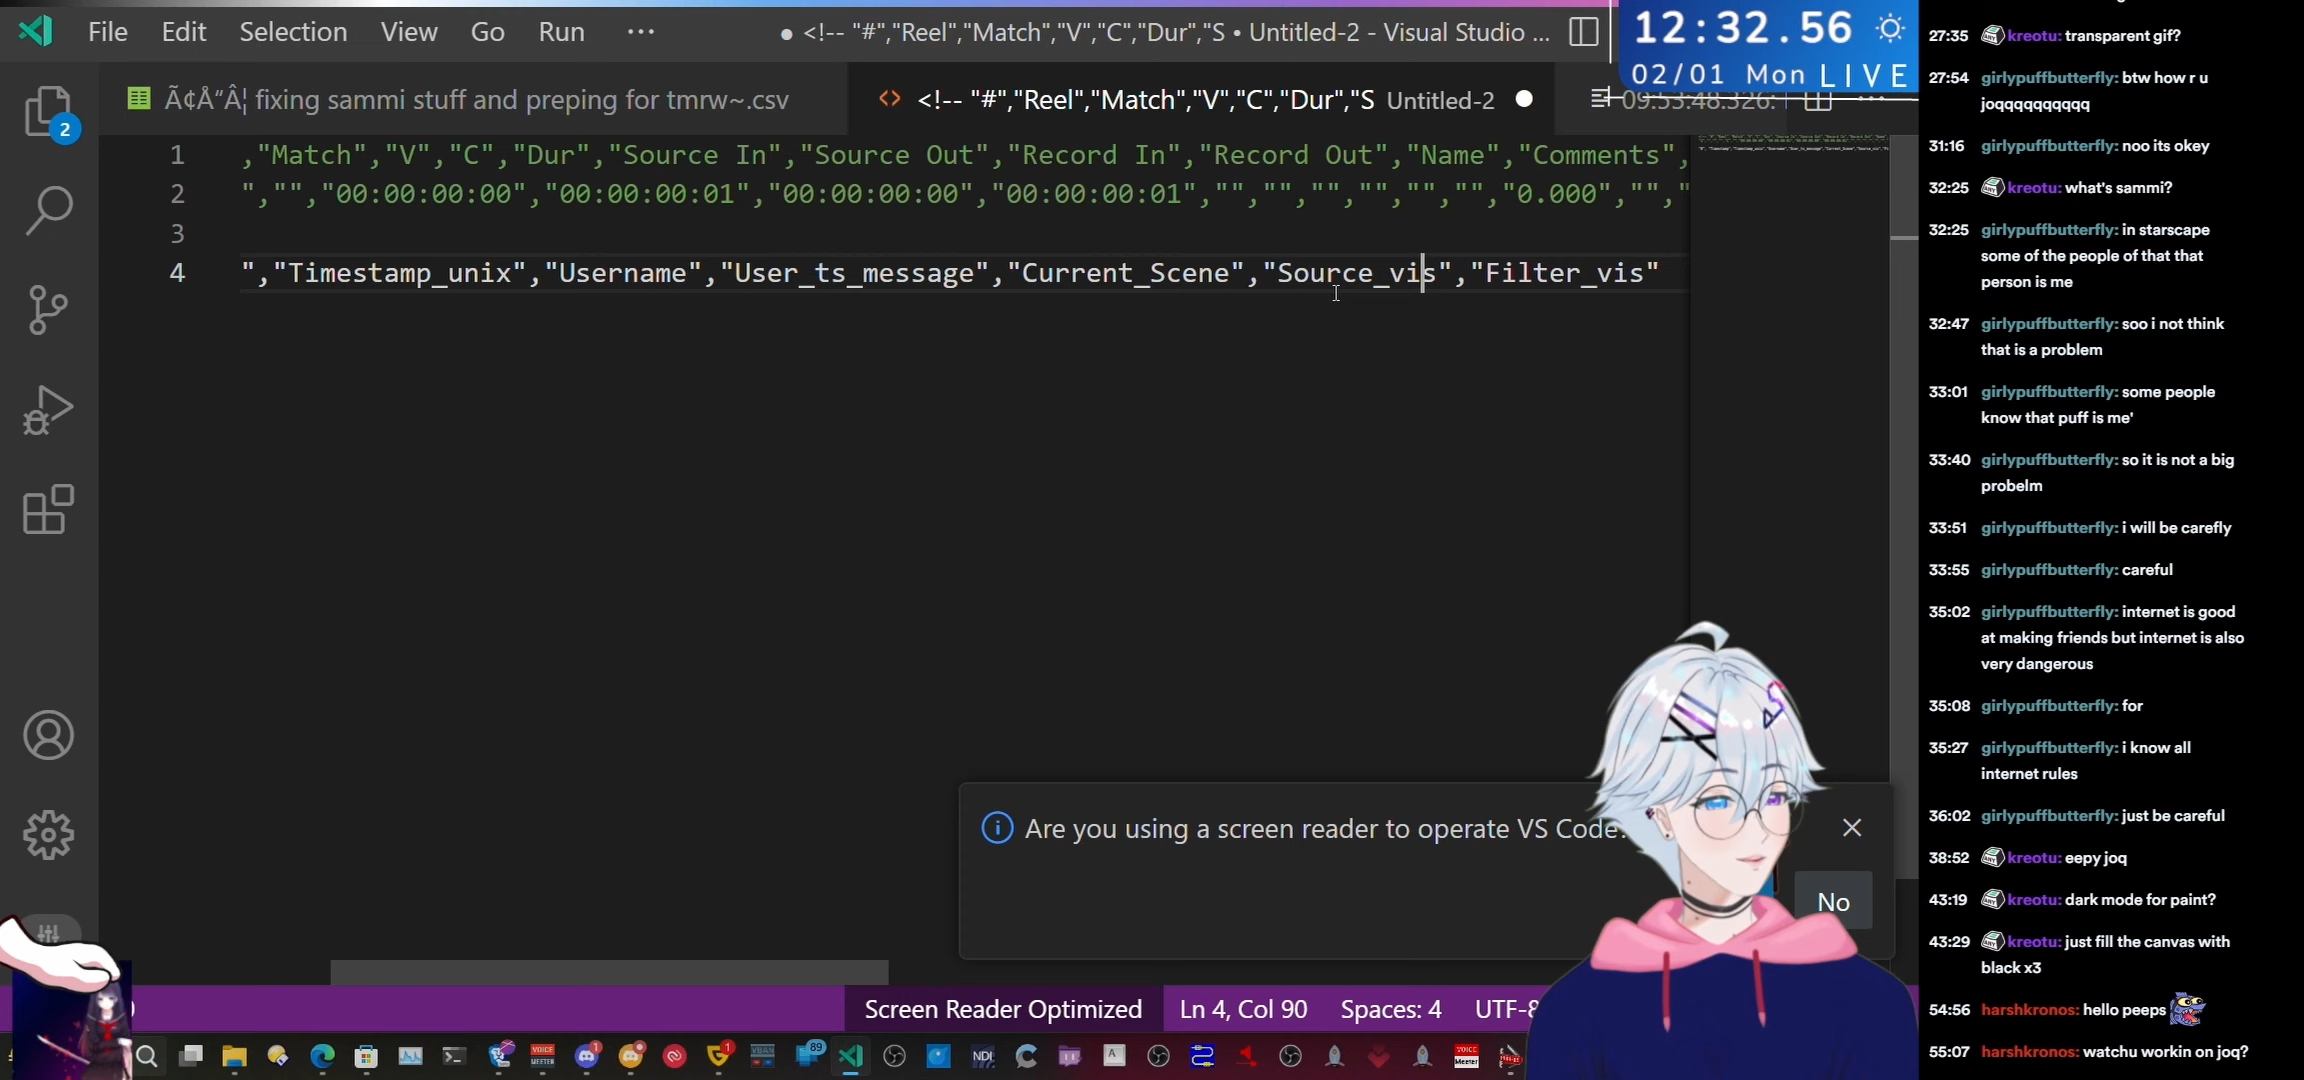 File Edit Selection View Go Run ···
● <!-- "#","Reel","Match","V","C","Dur","S • Untitled-2 - Visual Studio ...
12:32.56
02/01 Mon LIVE
2
Ã¢Å“Â¦ fixing sammi stuff and preping for tmrw~.csv
<!-- "#","Reel","Match","V","C","Dur","S Untitled-2
1 ,"Match","V","C","Dur","Source In","Source Out","Record In","Record Out","Name","Comments",
2 ","","00:00:00:00","00:00:00:01","00:00:00:00","00:00:00:01","","","","","","","0.000","","
3
4 ","Timestamp_unix","Username","User_ts_message","Current_Scene","Source_vis","Filter_vis"
Are you using a screen reader to operate VS Code
No
Screen Reader Optimized Ln 4, Col 90 Spaces: 4 UTF-8
27:35 kreotu: transparent gif?
27:54 girlypuffbutterfly: btw how r u
joqqqqqqqqqq
31:16 girlypuffbutterfly: noo its okey
32:25 kreotu: what's sammi?
32:25 girlypuffbutterfly: in starscape
some of the people of that that
person is me
32:47 girlypuffbutterfly: soo i not think
that is a problem
33:01 girlypuffbutterfly: some people
know that puff is me'
33:40 girlypuffbutterfly: so it is not a big
probelm
33:51 girlypuffbutterfly: i will be carefly
33:55 girlypuffbutterfly: careful
35:02 girlypuffbutterfly: internet is good
at making friends but internet is also
very dangerous
35:08 girlypuffbutterfly: for
35:27 girlypuffbutterfly: i know all
internet rules
36:02 girlypuffbutterfly: just be careful
38:52 kreotu: eepy joq
43:19 kreotu: dark mode for paint?
43:29 kreotu: just fill the canvas with
black x3
54:56 harshkronos: hello peeps
55:07 harshkronos: watchu workin on joq?